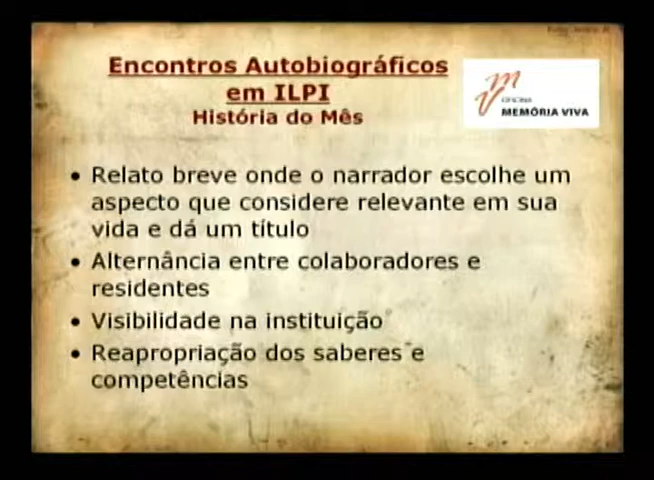 Encontros Autobiográficos
em ILPI
História do Mês
OFICINA
MEMÓRIA VIVA
• Relato breve onde o narrador escolhe um
aspecto que considere relevante em sua
vida e dá um título
• Alternância entre colaboradores e
residentes
• Visibilidade na instituição
• Reapropriação dos saberes e
competências